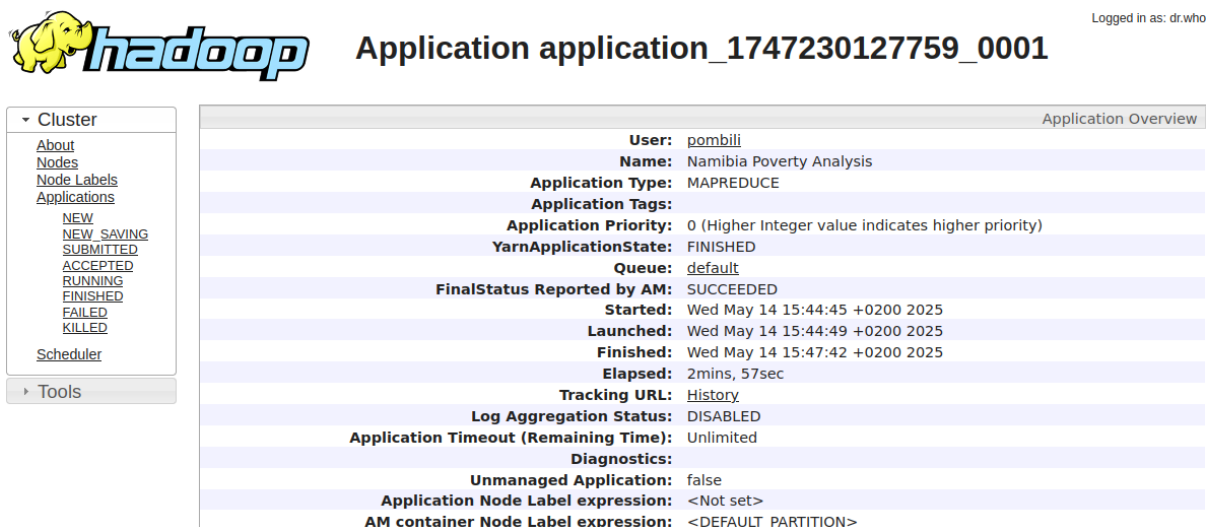 Logged in as: dr.who
hadoop
Application application_1747230127759_0001
Cluster
About
Nodes
Node Labels
Applications
NEW
NEW_SAVING
SUBMITTED
ACCEPTED
RUNNING
FINISHED
FAILED
KILLED
Scheduler
Tools
Application Overview
User: pombili
Name: Namibia Poverty Analysis
Application Type: MAPREDUCE
Application Tags:
Application Priority: 0 (Higher Integer value indicates higher priority)
YarnApplicationState: FINISHED
Queue: default
FinalStatus Reported by AM: SUCCEEDED
Started: Wed May 14 15:44:45 +0200 2025
Launched: Wed May 14 15:44:49 +0200 2025
Finished: Wed May 14 15:47:42 +0200 2025
Elapsed: 2mins, 57sec
Tracking URL: History
Log Aggregation Status: DISABLED
Application Timeout (Remaining Time): Unlimited
Diagnostics:
Unmanaged Application: false
Application Node Label expression: <Not set>
AM container Node Label expression: <DEFAULT_PARTITION>